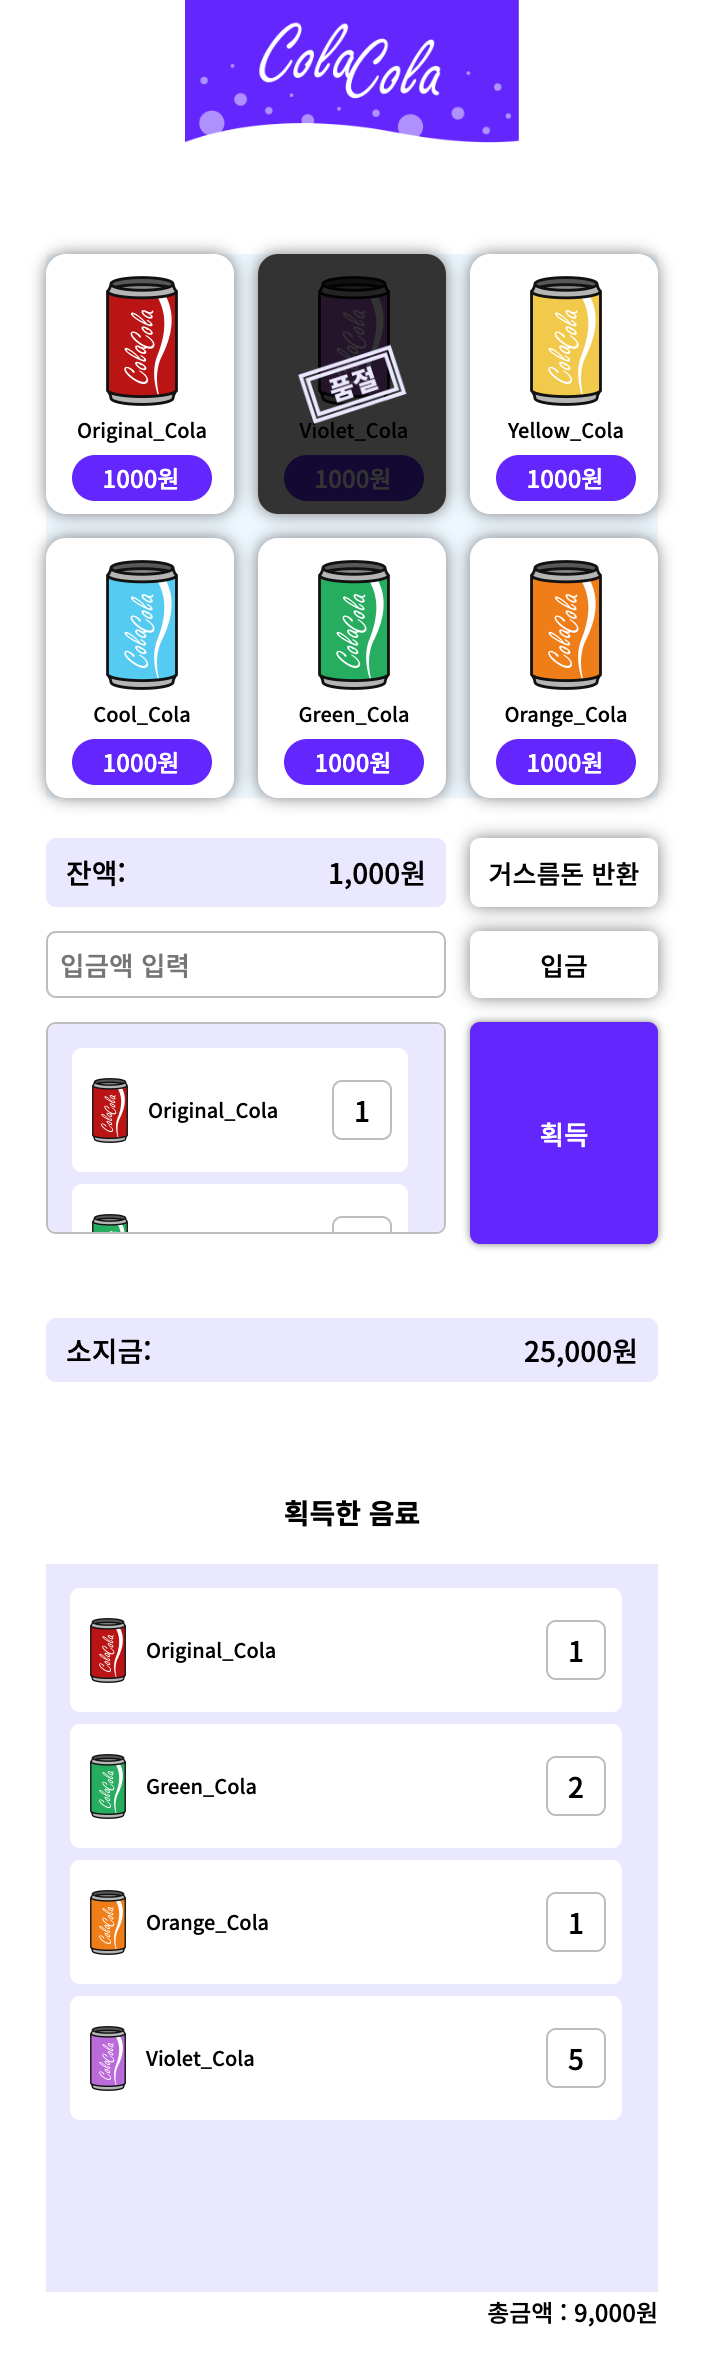 ColaCola
ColaCola
ColaCola
ColaCola
Original_Cola
품절
Violet_Cola
Yellow_Cola
1000원
1000원
1000원
ColaCola
ColaCola
ColaCola
Cool_Cola
Green_Cola
Orange_Cola
1000원
1000원
1000원
잔액:
1,000원
거스름돈 반환
입금액 입력
입금
ColaCola
Original_Cola
1
획득
소지금:
25,000원
획득한 음료
ColaCola
Original_Cola
1
ColaCola
Green_Cola
2
ColaCola
Orange_Cola
1
ColaCola
Violet_Cola
5
총금액 : 9,000원